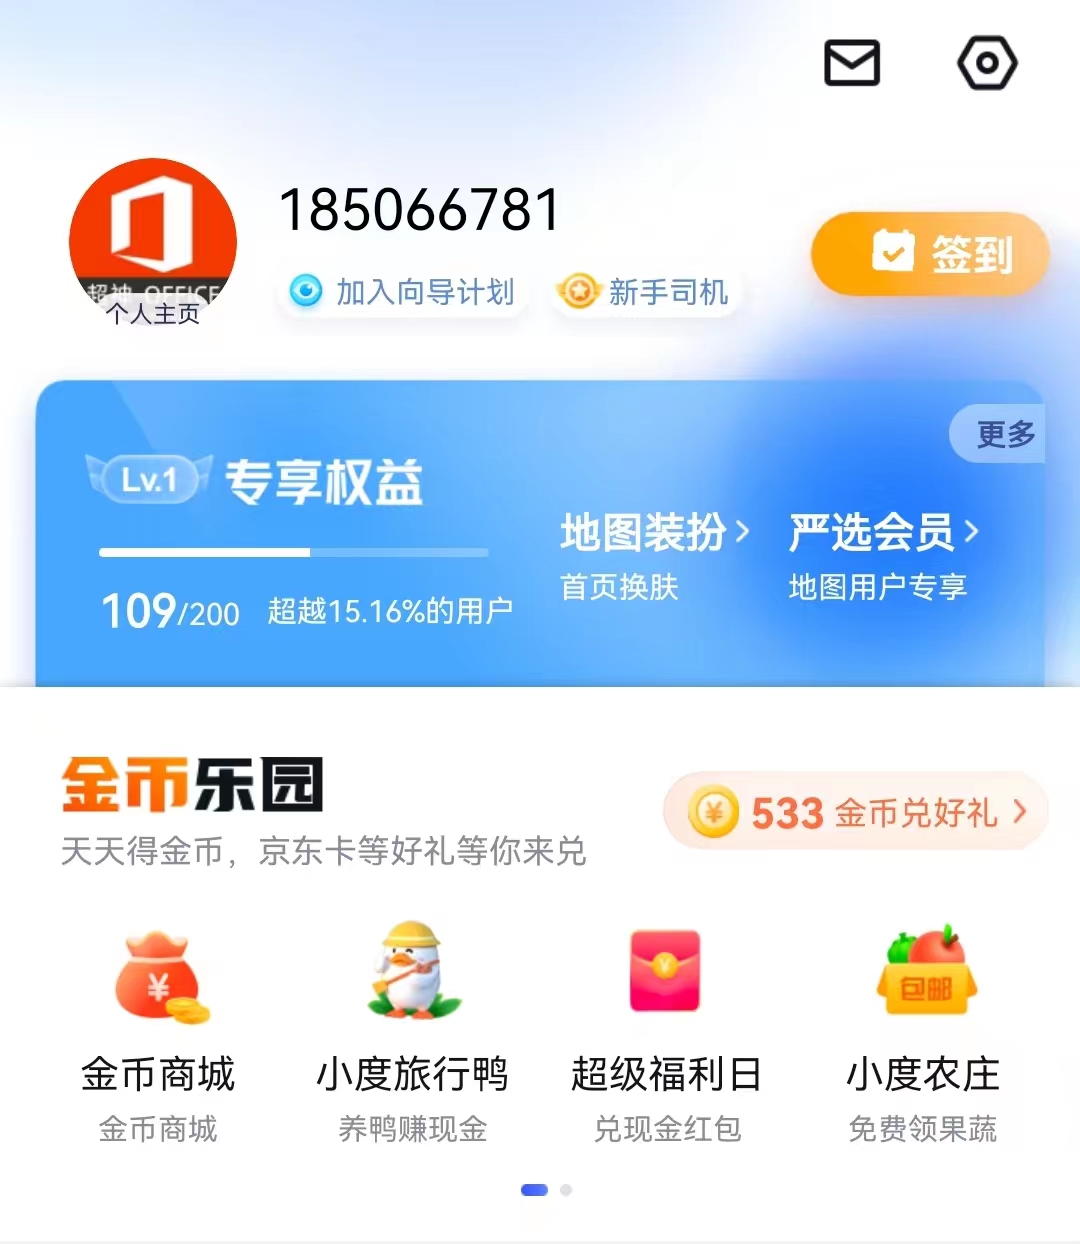 185066781
签到
加入向导计划
新手司机
超神 OFFICE
个人主页
更多
Lv.1 专享权益
地图装扮
严选会员
首页换肤
地图用户专享
109/200 超越15.16%的用户
金币乐园
533 金币兑好礼
天天得金币，京东卡等好礼等你来兑
包邮
金币商城
小度旅行鸭
超级福利日
小度农庄
金币商城
养鸭赚现金
兑现金红包
免费领果蔬